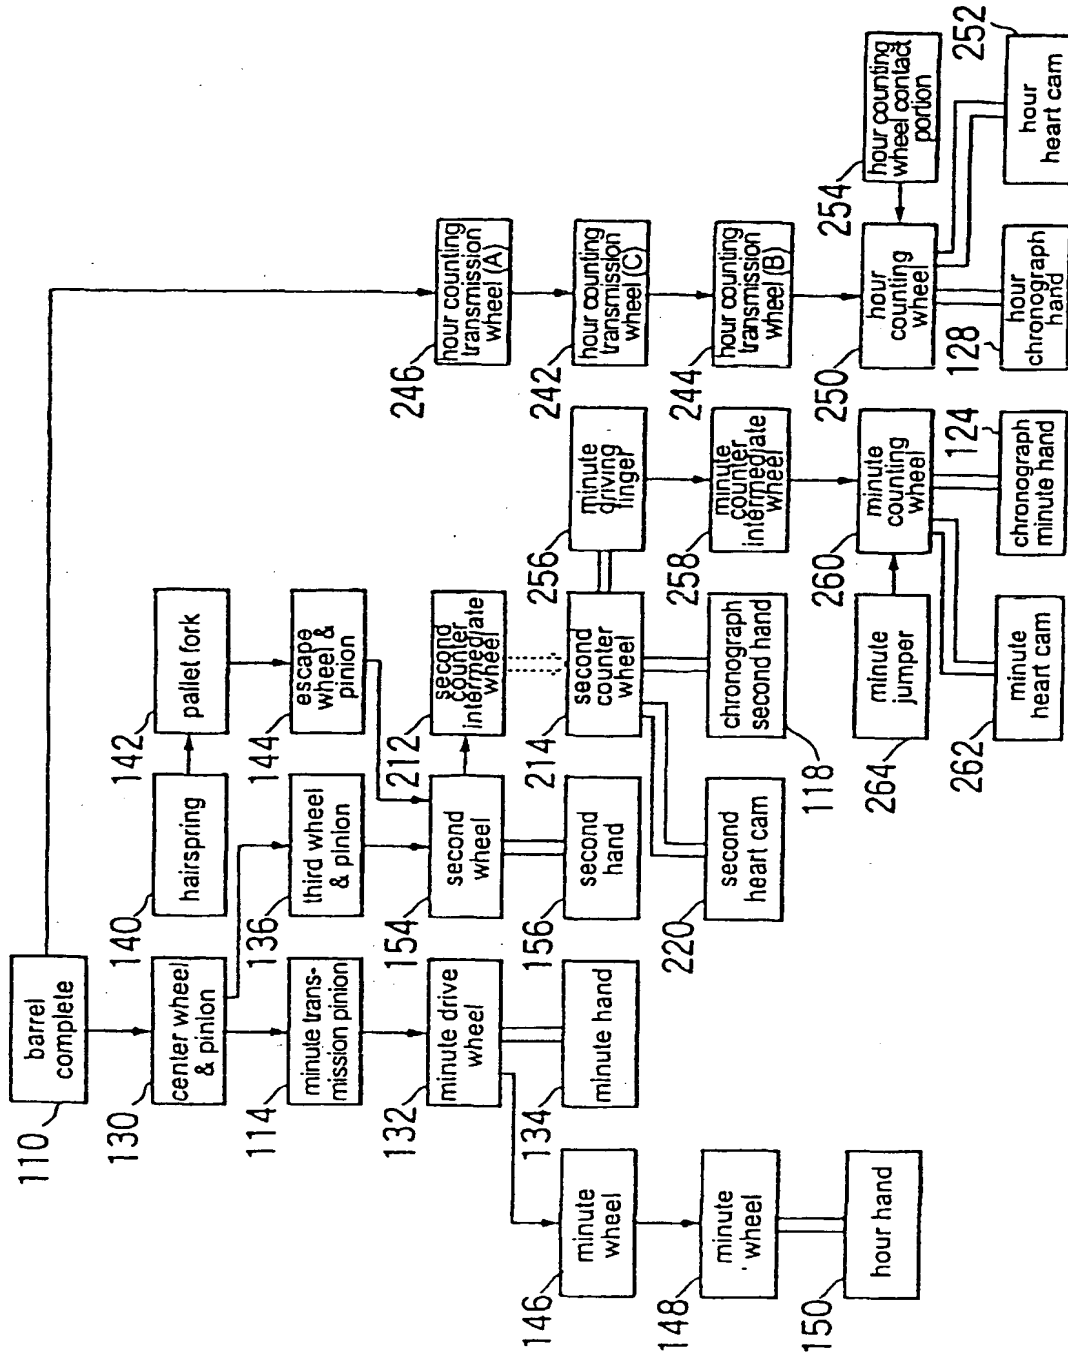 110
barrel
complete
130
center wheel
& pinion
140
hairspring
142
pallet fork
114
minute trans-
mission pinion
136
third wheel
& pinion
144
escape
wheel &
pinion
246
hour counting
transmission
wheel (A)
132
minute drive
wheel
154
second
wheel
212
second
counter
intermediate
wheel
242
hour counting
transmission
wheel (C)
146
minute
wheel
134
minute hand
156
second
hand
214
second
counter
wheel
256
minute
driving
finger
244
hour counting
transmission
wheel (B)
148
minute
wheel
220
second
heart cam
118
chronograph
second hand
258
minute
counter
intermediate
wheel
254
hour counting
wheel contact
portion
150
hour hand
264
minute
jumper
260
minute
counting
wheel
250
hour
counting
wheel
262
minute
heart cam
124
chronograph
minute hand
128
hour
chronograph
hand
252
hour
heart cam